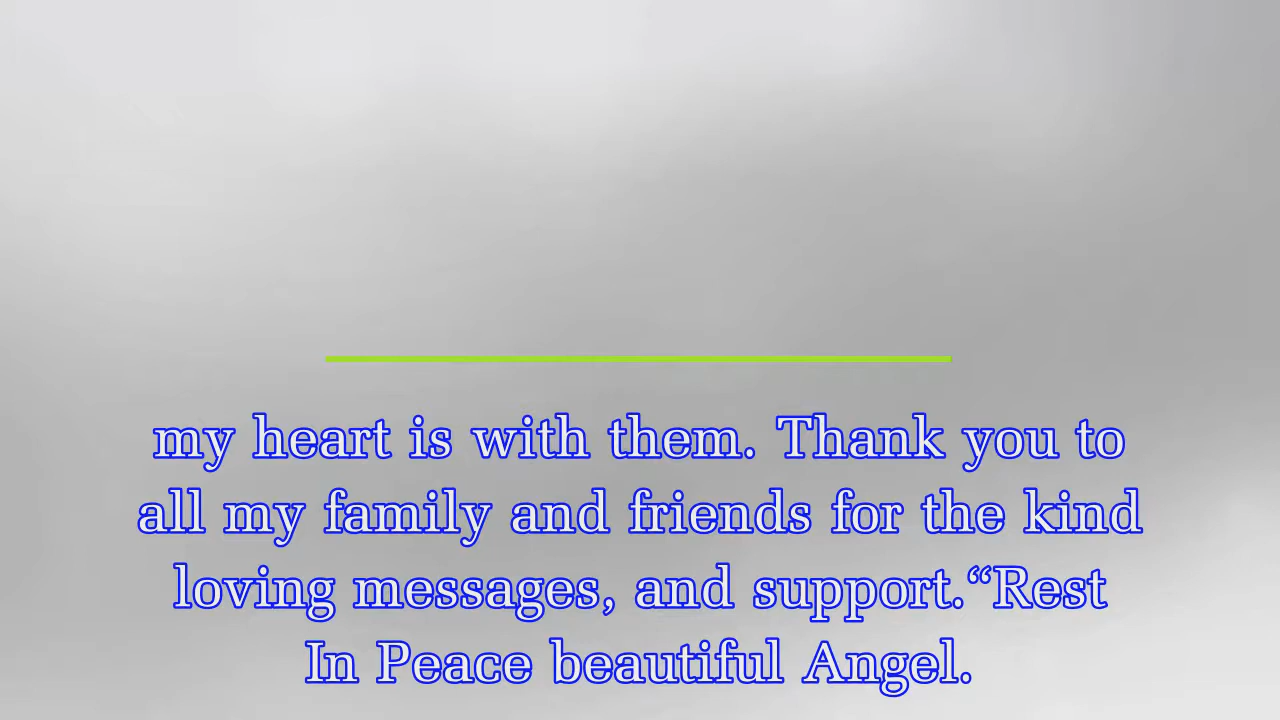 my heart is with them. Thank you to
all my family and friends for the kind
loving messages, and support.“Rest
In Peace beautiful Angel.